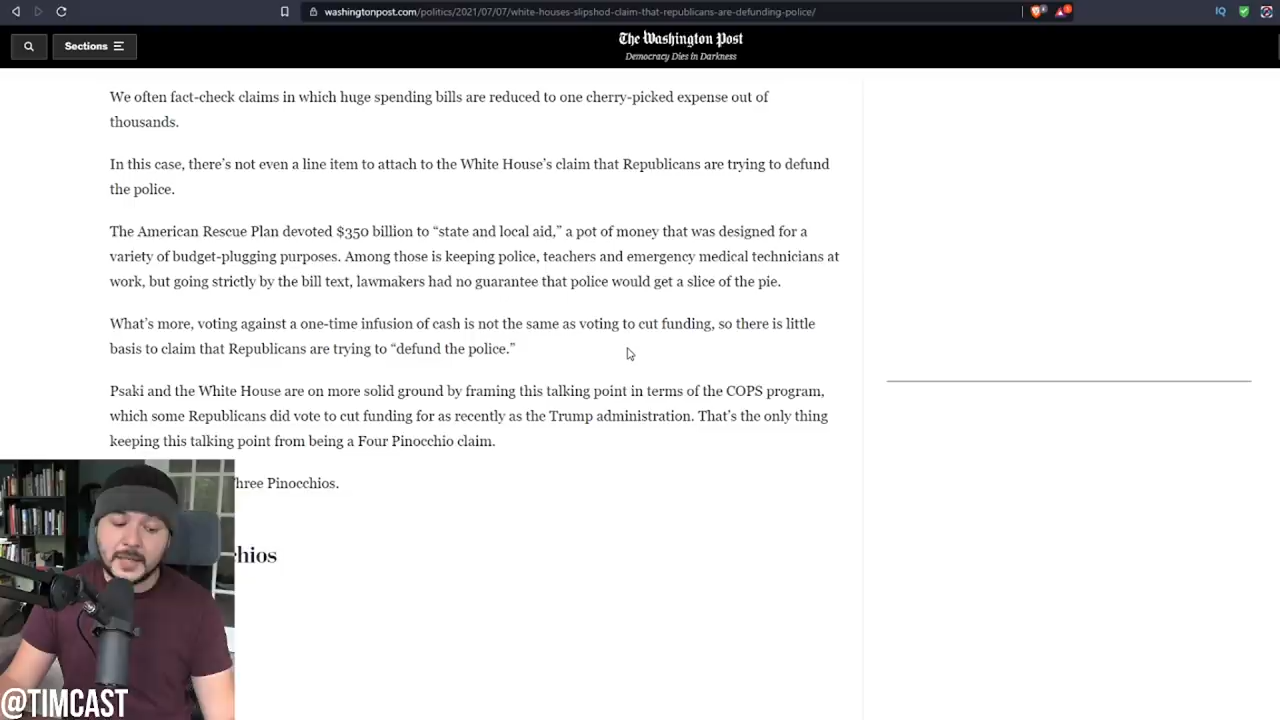 washingtonpost.com/politics/2021/07/07/white-houses-slipshod-claim-that-republicans-are-defunding-police/
IQ
Sections
The Washington Post
Democracy Dies in Darkness
We often fact-check claims in which huge spending bills are reduced to one cherry-picked expense out of
thousands.
In this case, there’s not even a line item to attach to the White House’s claim that Republicans are trying to defund
the police.
The American Rescue Plan devoted $350 billion to “state and local aid,” a pot of money that was designed for a
variety of budget-plugging purposes. Among those is keeping police, teachers and emergency medical technicians at
work, but going strictly by the bill text, lawmakers had no guarantee that police would get a slice of the pie.
What’s more, voting against a one-time infusion of cash is not the same as voting to cut funding, so there is little
basis to claim that Republicans are trying to “defund the police.”
Psaki and the White House are on more solid ground by framing this talking point in terms of the COPS program,
which some Republicans did vote to cut funding for as recently as the Trump administration. That’s the only thing
keeping this talking point from being a Four Pinocchio claim.
Three Pinocchios.
hios
@TIMCAST